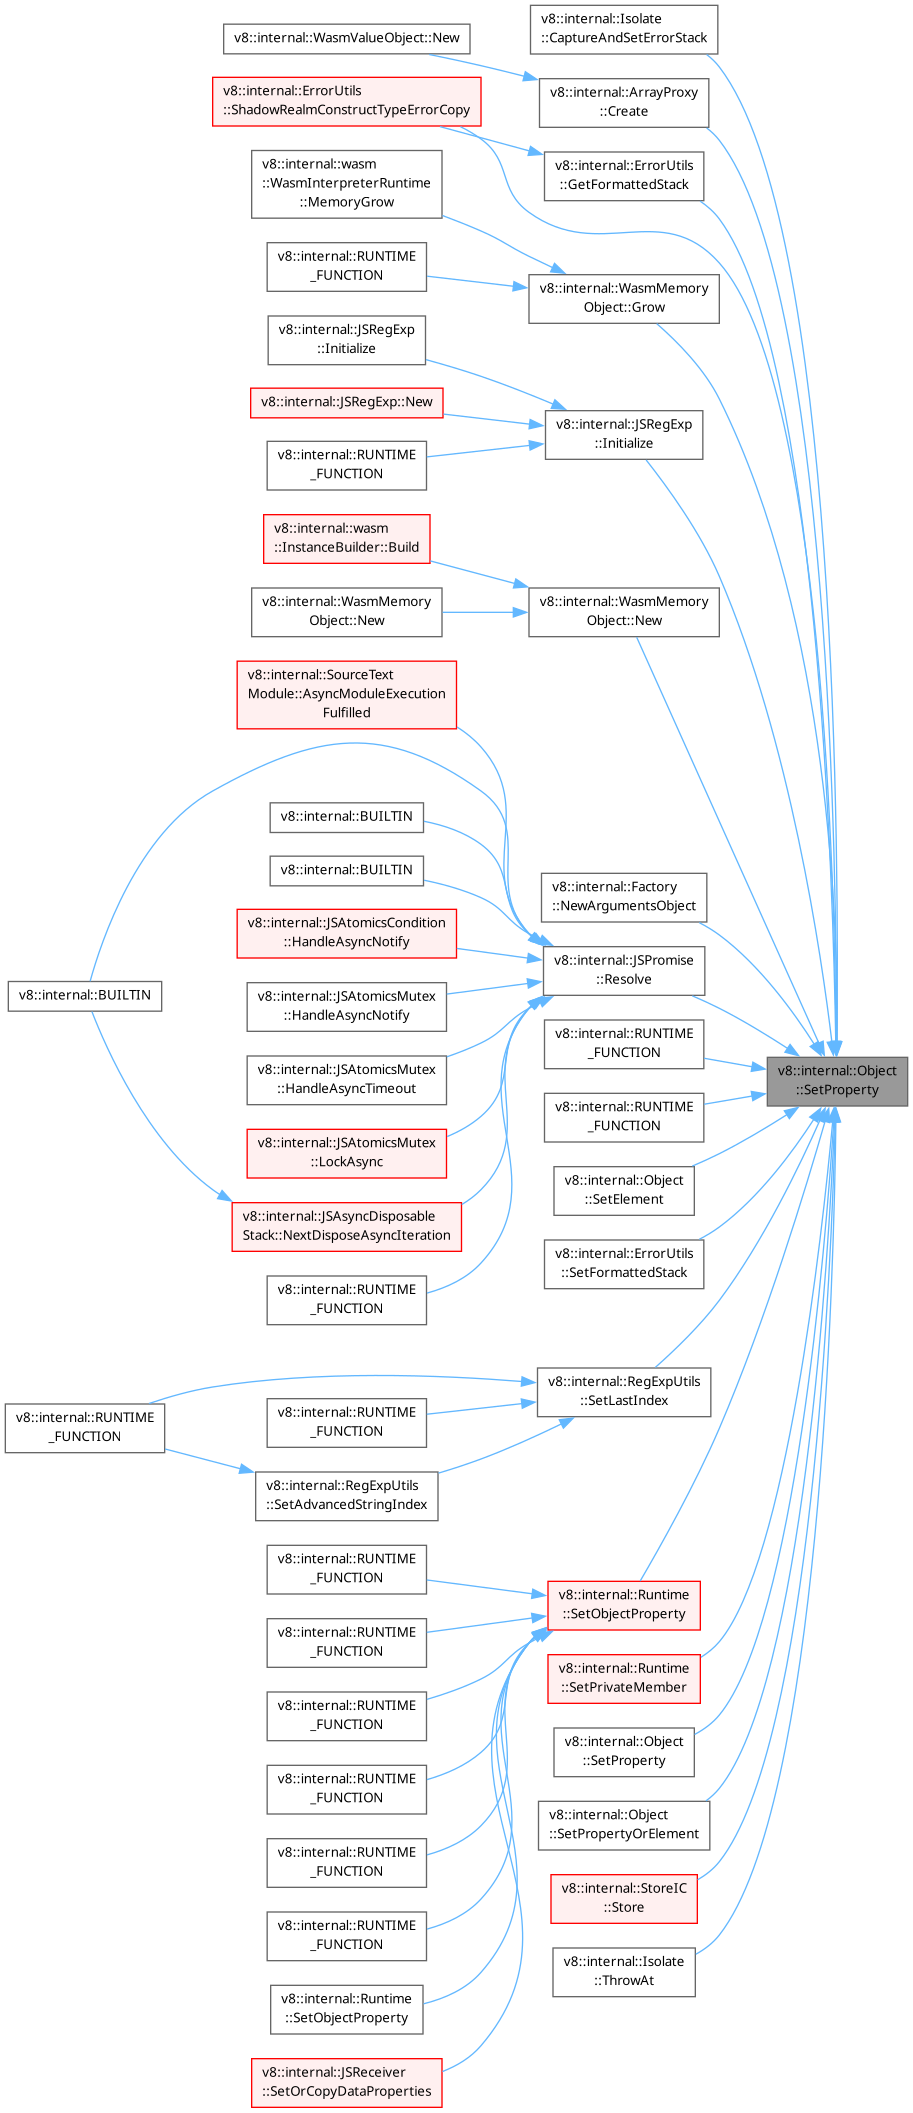 v8::internal::Isolate
::CaptureAndSetErrorStack
v8::internal::WasmValueObject::New
v8::internal::ErrorUtils
::ShadowRealmConstructTypeErrorCopy
v8::internal::ArrayProxy
::Create
v8::internal::wasm
::WasmInterpreterRuntime
::MemoryGrow
v8::internal::ErrorUtils
::GetFormattedStack
v8::internal::RUNTIME
_FUNCTION
v8::internal::WasmMemory
Object::Grow
v8::internal::JSRegExp
::Initialize
v8::internal::JSRegExp::New
v8::internal::JSRegExp
::Initialize
v8::internal::RUNTIME
_FUNCTION
v8::internal::wasm
::InstanceBuilder::Build
v8::internal::WasmMemory
Object::New
v8::internal::WasmMemory
Object::New
v8::internal::SourceText
Module::AsyncModuleExecution
Fulfilled
v8::internal::BUILTIN
v8::internal::BUILTIN
v8::internal::Factory
::NewArgumentsObject
v8::internal::JSAtomicsCondition
::HandleAsyncNotify
v8::internal::JSPromise
::Resolve
v8::internal::BUILTIN
v8::internal::JSAtomicsMutex
::HandleAsyncNotify
v8::internal::RUNTIME
_FUNCTION
v8::internal::JSAtomicsMutex
::HandleAsyncTimeout
v8::internal::Object
::SetProperty
v8::internal::RUNTIME
_FUNCTION
v8::internal::JSAtomicsMutex
::LockAsync
v8::internal::Object
::SetElement
v8::internal::JSAsyncDisposable
Stack::NextDisposeAsyncIteration
v8::internal::ErrorUtils
::SetFormattedStack
v8::internal::RUNTIME
_FUNCTION
v8::internal::RegExpUtils
::SetLastIndex
v8::internal::RUNTIME
_FUNCTION
v8::internal::RUNTIME
_FUNCTION
v8::internal::RegExpUtils
::SetAdvancedStringIndex
v8::internal::RUNTIME
_FUNCTION
v8::internal::Runtime
::SetObjectProperty
v8::internal::RUNTIME
_FUNCTION
v8::internal::Runtime
::SetPrivateMember
v8::internal::RUNTIME
_FUNCTION
v8::internal::Object
::SetProperty
v8::internal::RUNTIME
_FUNCTION
v8::internal::Object
::SetPropertyOrElement
v8::internal::RUNTIME
_FUNCTION
v8::internal::StoreIC
::Store
v8::internal::RUNTIME
_FUNCTION
v8::internal::Isolate
::ThrowAt
v8::internal::Runtime
::SetObjectProperty
v8::internal::JSReceiver
::SetOrCopyDataProperties